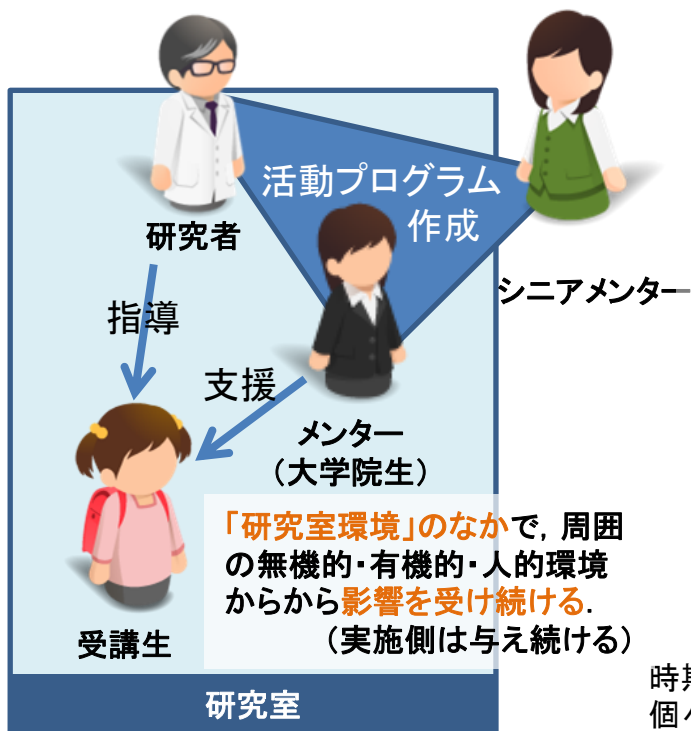 活動プログラム
作成
研究者
シニアメンター
指導
支援
メンター
（大学院生）
「研究室環境」のなかで，周囲
の無機的・有機的・人的環境
からから影響を受け続ける．
（実施側は与え続ける）
受講生
研究室
時
個